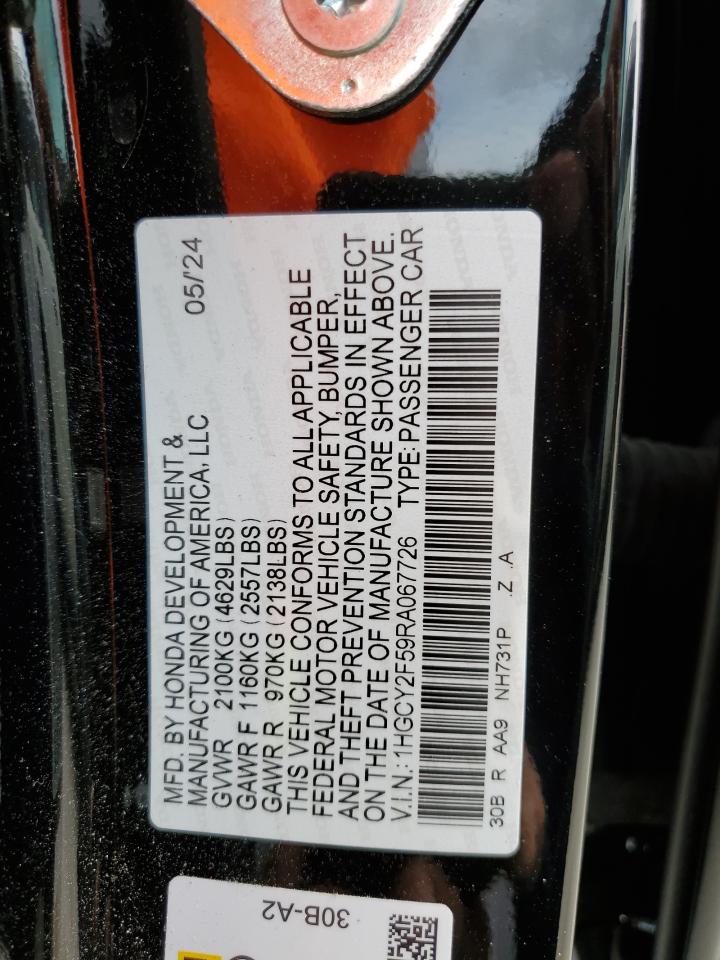 MFD. BY HONDA DEVELOPMENT & 05/'24
MANUFACTURING OF AMERICA, LLC
GVWR 2100KG (4629LBS)
GAWR F 1160KG (2557LBS)
GAWR R 970KG (2138LBS)
THIS VEHICLE CONFORMS TO ALL APPLICABLE
FEDERAL MOTOR VEHICLE SAFETY, BUMPER,
AND THEFT PREVENTION STANDARDS IN EFFECT
ON THE DATE OF MANUFACTURE SHOWN ABOVE.
V.I.N.: 1HGCY2F59RA067726 TYPE: PASSENGER CAR
30B R AA9 NH731P .Z .A
30B-A2